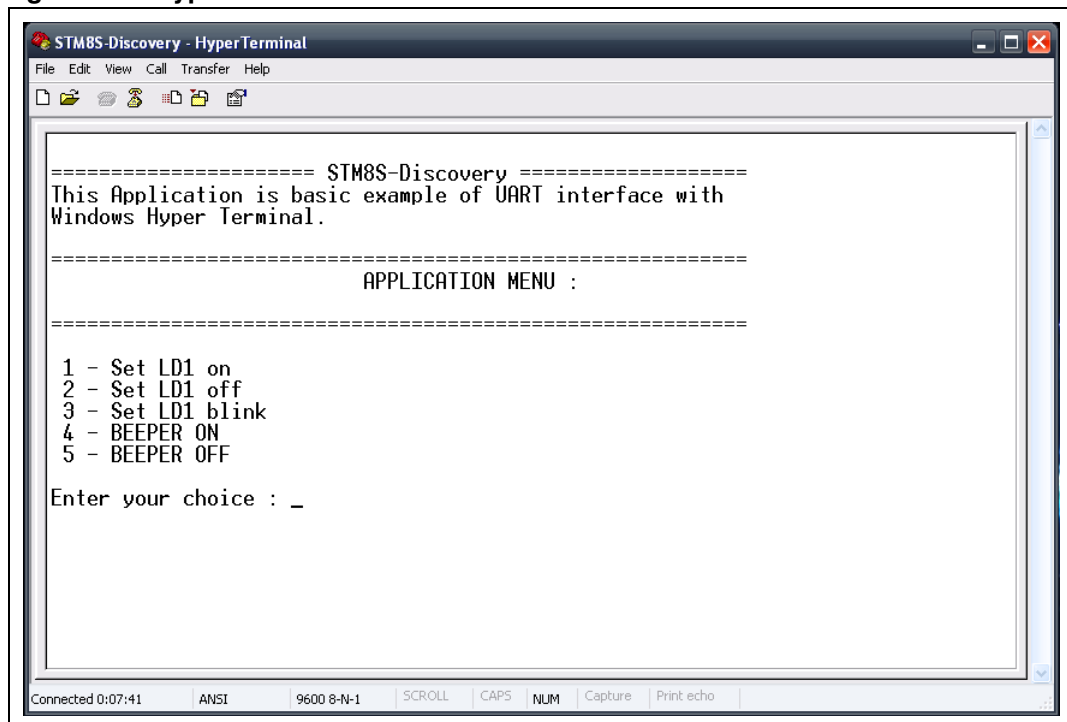 STM8S-Discovery - HyperTerminal
File Edit View Call Transfer Help
====================== STM8S-Discovery ===================
This Application is basic example of UART interface with
Windows Hyper Terminal.
==========================================================
APPLICATION MENU :
==========================================================
1 - Set LD1 on
2 - Set LD1 off
3 - Set LD1 blink
4 - BEEPER ON
5 - BEEPER OFF
Enter your choice : _
Connected 0:07:41 ANSI 9600 8-N-1 SCROLL CAPS NUM Capture Print echo